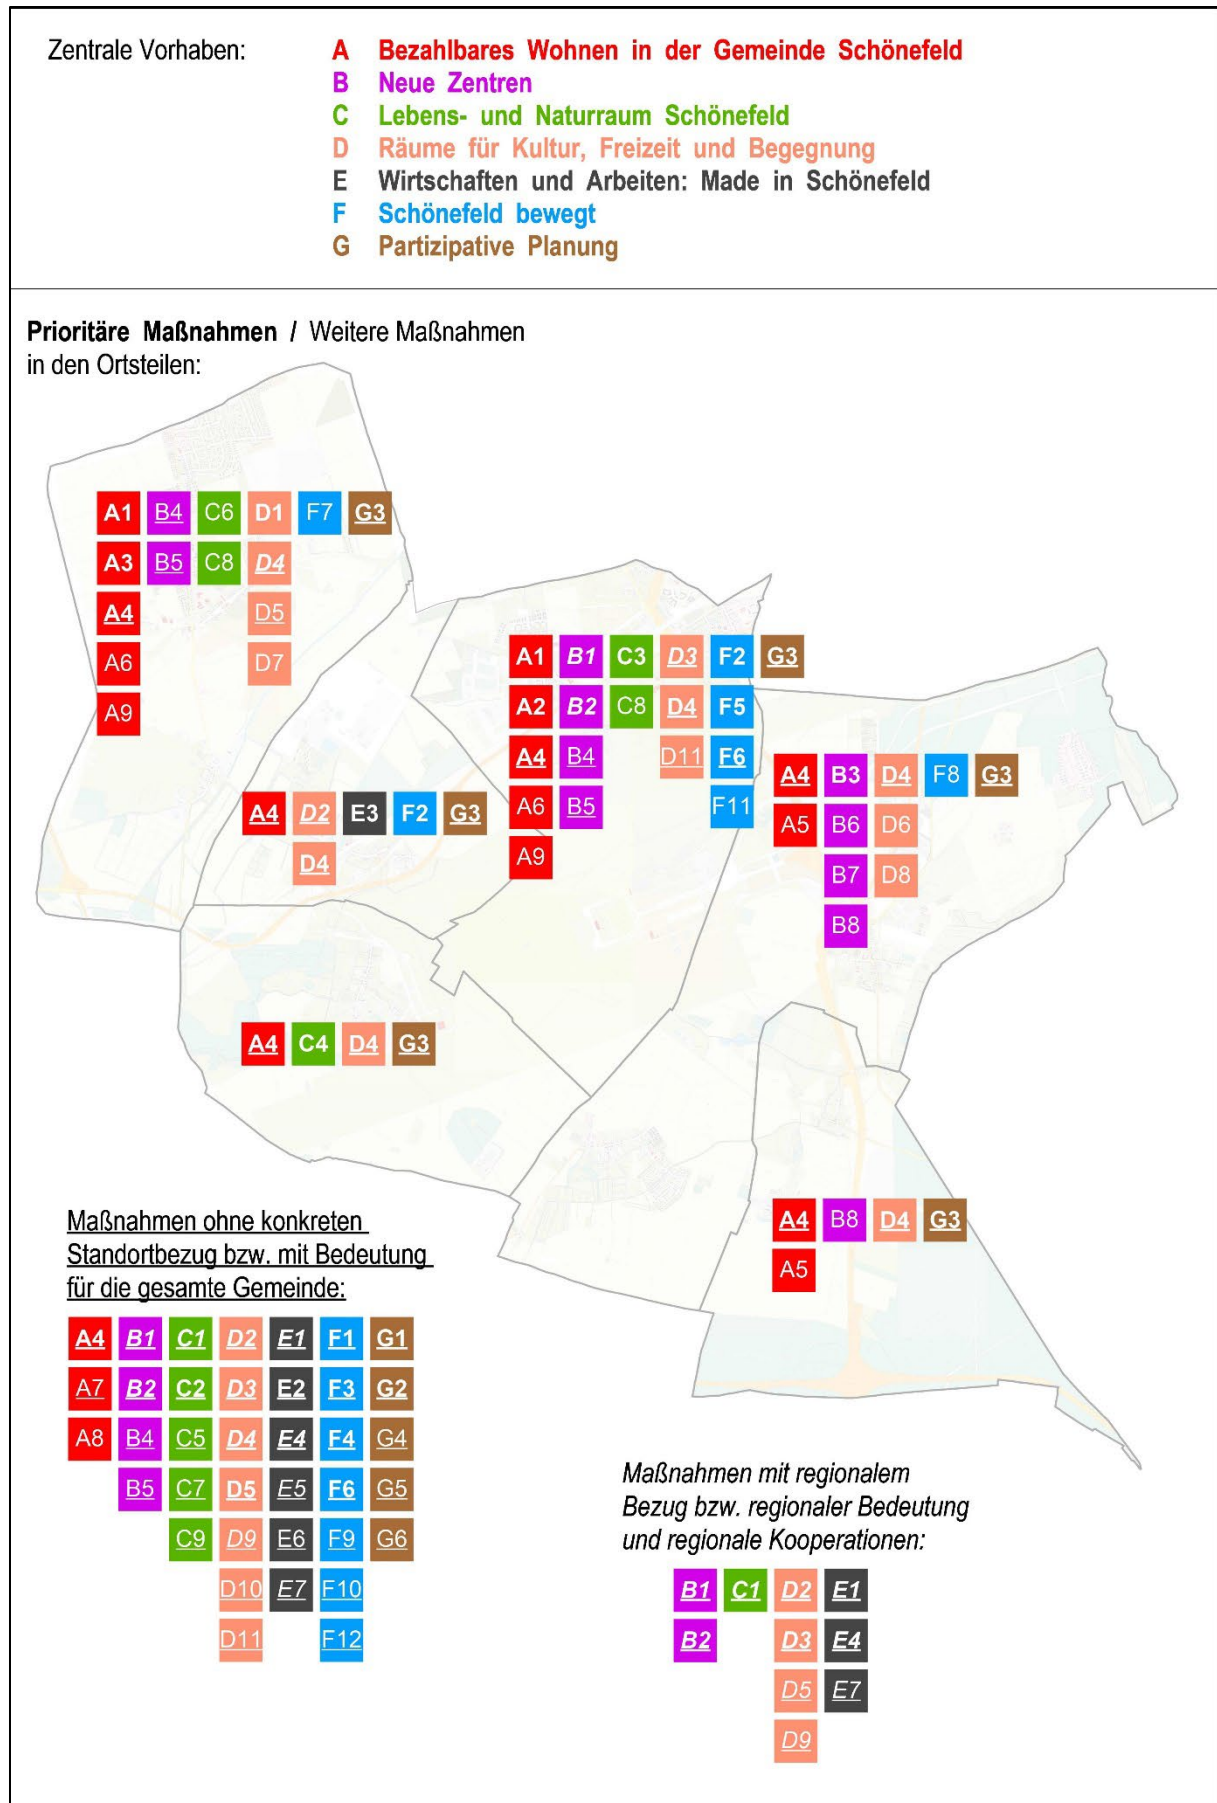 Zentrale Vorhaben:
A Bezahlbares Wohnen in der Gemeinde Schönefeld
B Neue Zentren
C Lebens- und Naturraum Schönefeld
D Räume für Kultur, Freizeit und Begegnung
E Wirtschaften und Arbeiten: Made in Schönefeld
F Schönefeld bewegt
G Partizipative Planung
Prioritäre Maßnahmen / Weitere Maßnahmen
in den Ortsteilen:
A1 B4 C6 D1 F7 G3
A3 B5 C8 D4
A4 D5
A6 D7
A9
A1 B1 C3 D3 F2 G3
A2 B2 C8 D4 F5
A4 B4 D11 F6
A6 B5 F11
A9
A4 B3 D4 F8 G3
A5 B6 D6
B7 D8
B8
A4 D2 E3 F2 G3
D4
A4 C4 D4 G3
A4 B8 D4 G3
A5
Maßnahmen ohne konkreten
Standortbezug bzw. mit Bedeutung
für die gesamte Gemeinde:
A4 B1 C1 D2 E1 F1 G1
A7 B2 C2 D3 E2 F3 G2
A8 B4 C5 D4 E4 F4 G4
B5 C7 D5 E5 F6 G5
C9 D9 E6 F9 G6
D10 E7 F10
D11 F12
Maßnahmen mit regionalem
Bezug bzw. regionaler Bedeutung
und regionale Kooperationen:
B1 C1 D2 E1
B2 D3 E4
D5 E7
D9